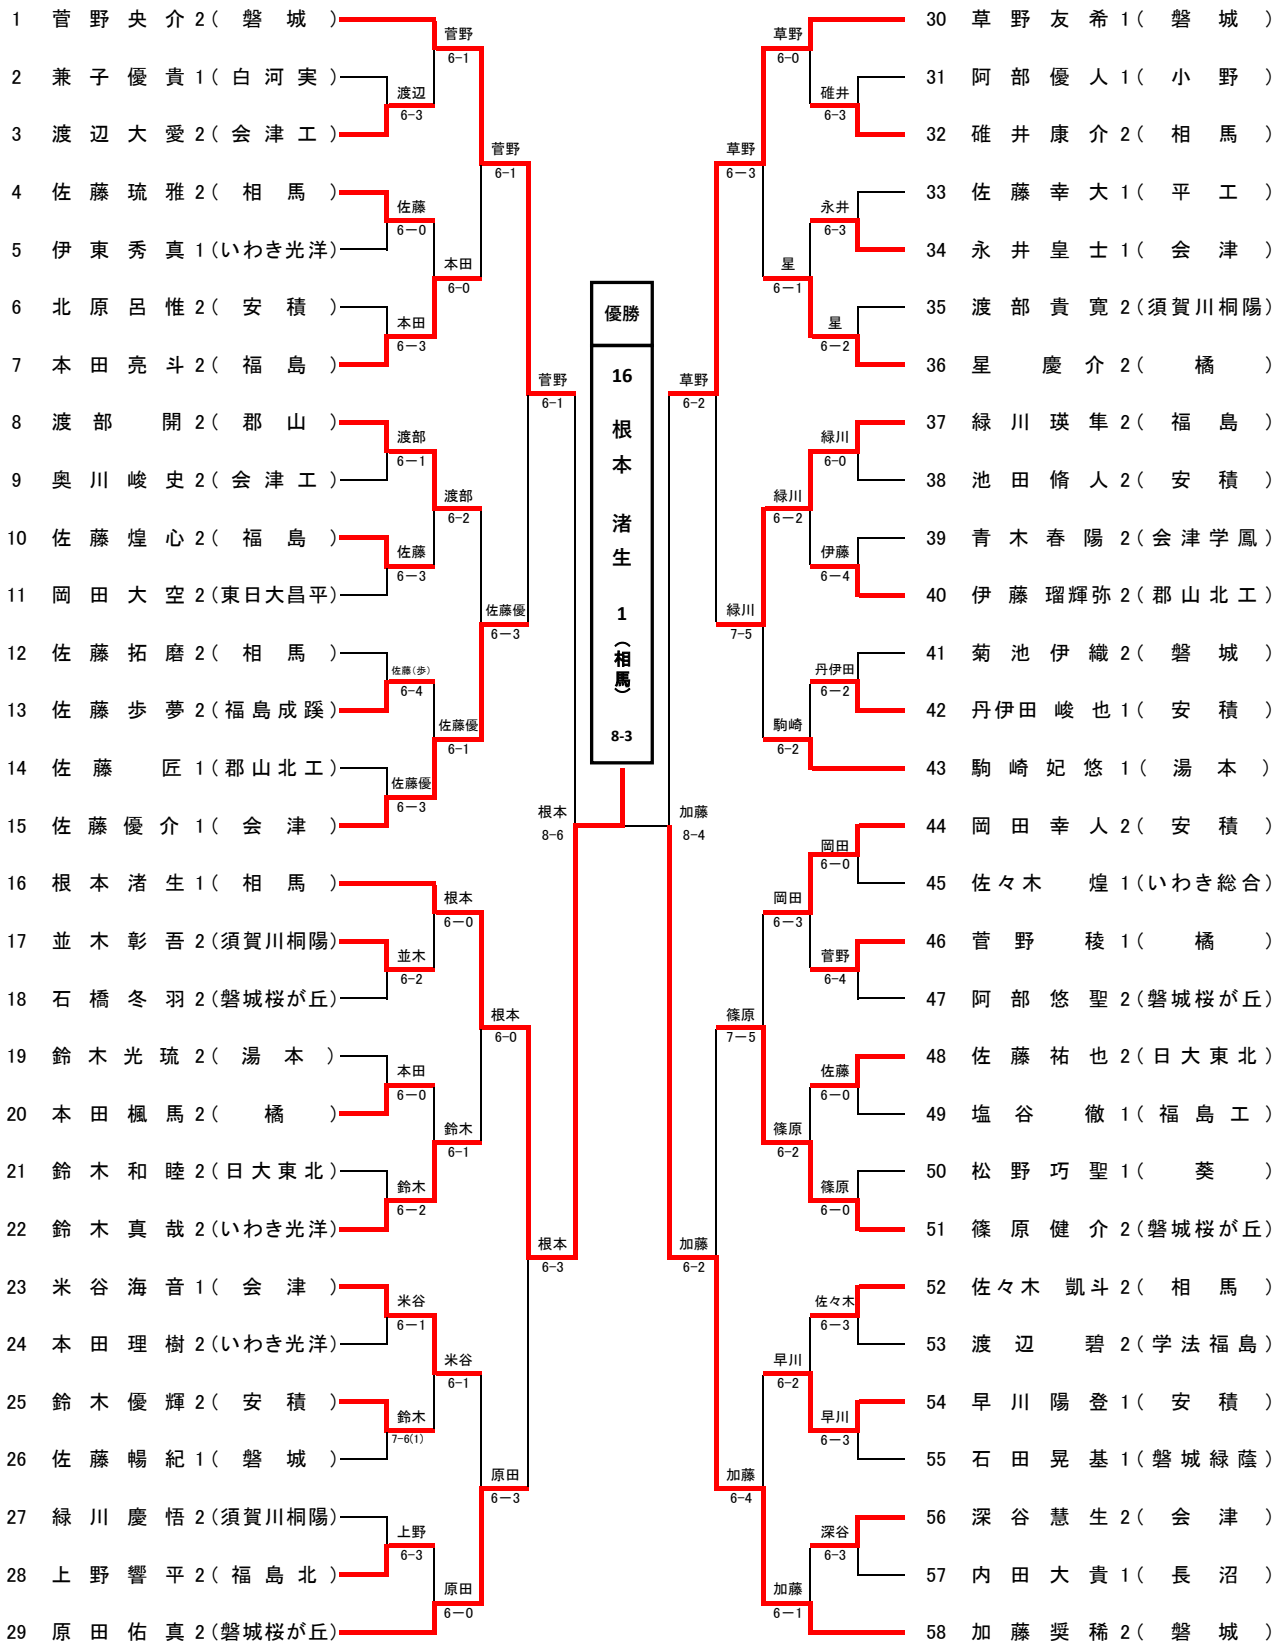 1 菅野央介 2 (磐城)
2 兼子優貴 1 (白河実)
3 渡辺大愛 2 (会津工)
4 佐藤琉雅 2 (相馬)
5 伊東秀真 1 (いわき光洋)
6 北原呂惟 2 (安積)
7 本田亮斗 2 (福島)
8 渡部開 2 (郡山)
9 奥川峻史 2 (会津工)
10 佐藤煌心 2 (福島)
11 岡田大空 2 (東日大昌平)
12 佐藤拓磨 2 (相馬)
13 佐藤歩夢 2 (福島成蹊)
14 佐藤匠 1 (郡山北工)
15 佐藤優介 1 (会津)
16 根本渚生 1 (相馬)
17 並木彰吾 2 (須賀川桐陽)
18 石橋冬羽 2 (磐城桜が丘)
19 鈴木光琉 2 (湯本)
20 本田楓馬 2 (橘)
21 鈴木和睦 2 (日大東北)
22 鈴木真哉 2 (いわき光洋)
23 米谷海音 1 (会津)
24 本田理樹 2 (いわき光洋)
25 鈴木優輝 2 (安積)
26 佐藤暢紀 1 (磐城)
27 緑川慶悟 2 (須賀川桐陽)
28 上野響平 2 (福島北)
29 原田佑真 2 (磐城桜が丘)
渡辺
6-3
佐藤
6-0
本田
6-3
渡部
6-1
佐藤
6-3
佐藤(歩)
6-4
佐藤優
6-3
並木
6-2
本田
6-0
鈴木
6-2
米谷
6-1
鈴木
7-6(1)
上野
6-3
菅野
6-1
本田
6-0
渡部
6-2
佐藤優
6-1
根本
6-0
鈴木
6-1
米谷
6-1
原田
6-0
菅野
6-1
佐藤優
6-3
根本
6-0
原田
6-3
菅野
6-1
根本
6-3
根本
8-6
優勝
16
根本
渚生
1
(相馬)
8-3
加藤
8-4
草野
6-2
加藤
6-2
草野
6-3
緑川
7-5
篠原
7-5
加藤
6-4
草野
6-0
星
6-1
緑川
6-2
駒崎
6-2
岡田
6-3
篠原
6-2
早川
6-2
加藤
6-1
碓井
6-3
永井
6-3
星
6-2
緑川
6-0
伊藤
6-4
丹伊田
6-2
岡田
6-0
菅野
6-4
佐藤
6-0
篠原
6-0
佐々木
6-3
早川
6-3
深谷
6-3
30 草野友希 1 (磐城)
31 阿部優人 1 (小野)
32 碓井康介 2 (相馬)
33 佐藤幸大 1 (平工)
34 永井皇士 1 (会津)
35 渡部貴寛 2 (須賀川桐陽)
36 星慶介 2 (橘)
37 緑川瑛隼 2 (福島)
38 池田脩人 2 (安積)
39 青木春陽 2 (会津学鳳)
40 伊藤瑠輝弥 2 (郡山北工)
41 菊池伊織 2 (磐城)
42 丹伊田峻也 1 (安積)
43 駒崎妃悠 1 (湯本)
44 岡田幸人 2 (安積)
45 佐々木煌 1 (いわき総合)
46 菅野稜 1 (橘)
47 阿部悠聖 2 (磐城桜が丘)
48 佐藤祐也 2 (日大東北)
49 塩谷徹 1 (福島工)
50 松野巧聖 1 (葵)
51 篠原健介 2 (磐城桜が丘)
52 佐々木凱斗 2 (相馬)
53 渡辺碧 2 (学法福島)
54 早川陽登 1 (安積)
55 石田晃基 1 (磐城緑蔭)
56 深谷慧生 2 (会津)
57 内田大貴 1 (長沼)
58 加藤奨稀 2 (磐城)